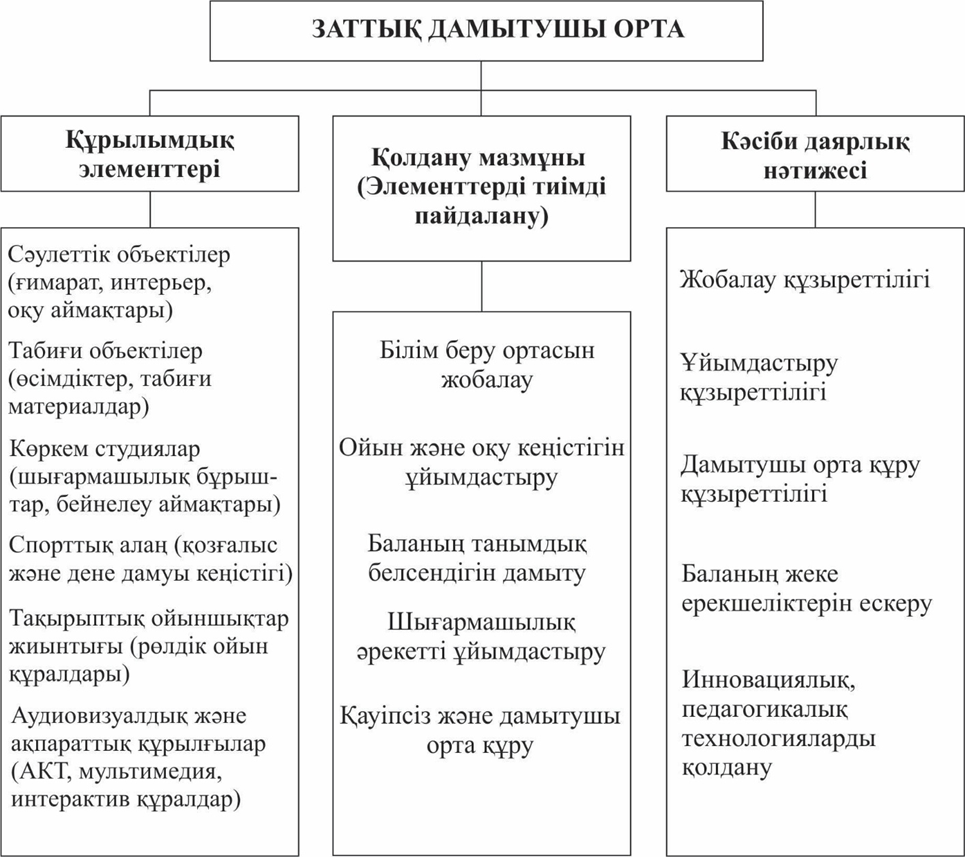 ЗАТТЫҚ ДАМЫТУШЫ ОРТА
Құрылымдық
элементтері
Сәулеттік объектілер
(ғимарат, интерьер,
оқу аймақтары)
Табиғи объектілер
(өсімдіктер, табиғи
материалдар)
Көркем студиялар
(шығармашылық бұрыш-
тар, бейнелеу аймақтары)
Спорттық алаң (қозғалыс
және дене дамуы кеңістігі)
Тақырыптық ойыншықтар
жиынтығы (рөлдік ойын
құралдары)
Аудиовизуалдық және
ақпараттық құрылғылар
(АКТ, мультимедия,
интерактив құралдар)
Қолдану мазмұны
(Элементтерді тиімді
пайдалану)
Білім беру ортасын
жобалау
Ойын және оқу кеңістігін
ұйымдастыру
Баланың танымдық
белсендігін дамыту
Шығармашылық
әрекетті ұйымдастыру
Қауіпсіз және дамытушы
орта құру
Кәсіби даярлық
нәтижесі
Жобалау құзыреттілігі
Ұйымдастыру
құзыреттілігі
Дамытушы орта құру
құзыреттілігі
Баланың жеке
ерекшеліктерін ескеру
Инновациялық,
педагогикалық
технологияларды
қолдану